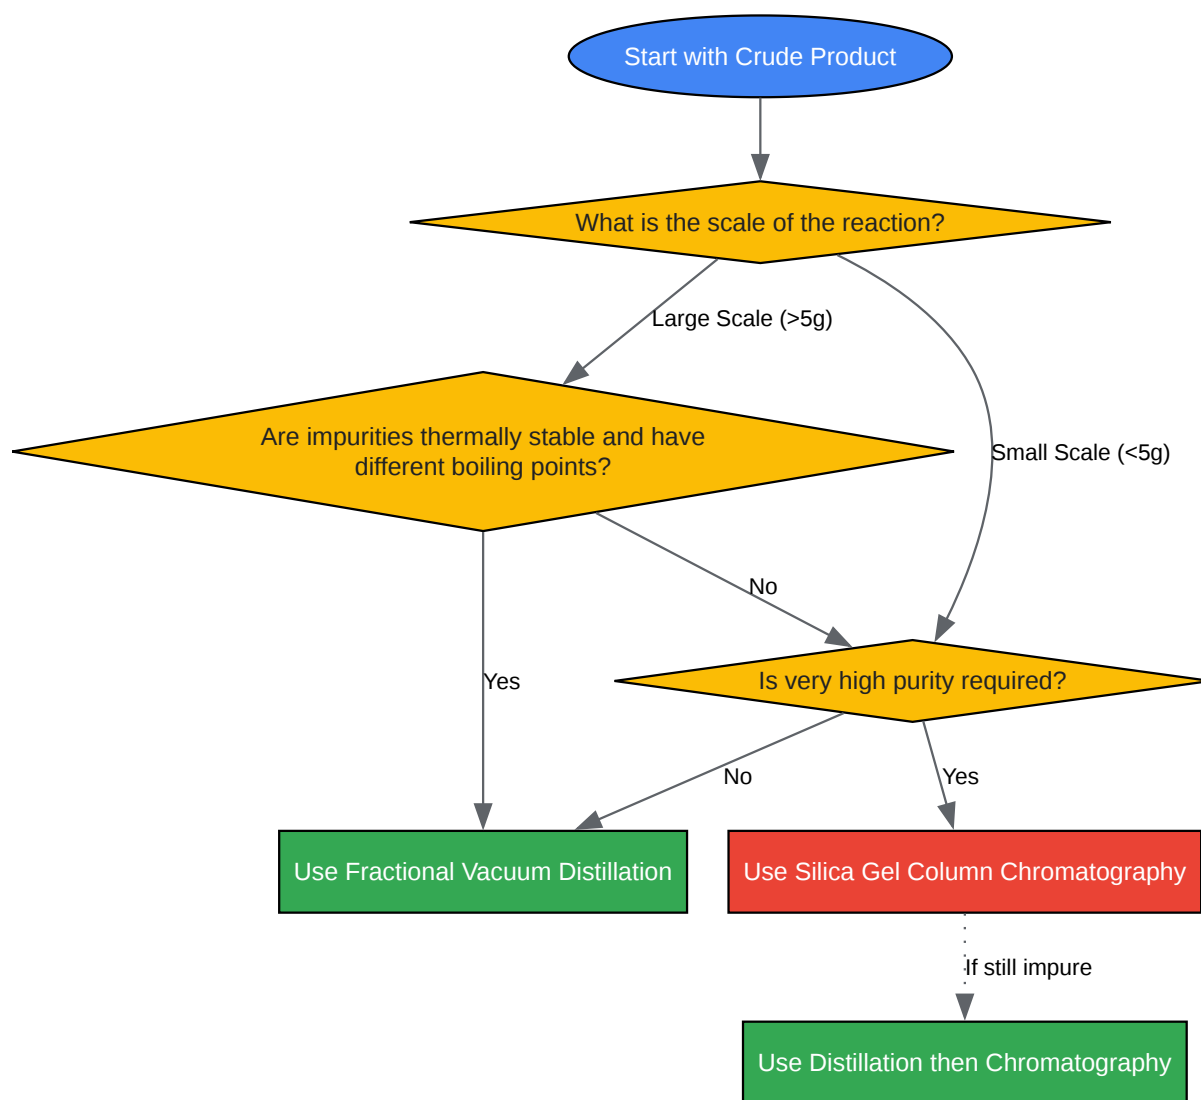 Start with Crude Product
What is the scale of the reaction?
Large Scale (>5g)
Are impurities thermally stable and have
different boiling points?
Small Scale (<5g)
No
Is very high purity required?
Yes
No
Yes
Use Fractional Vacuum Distillation
Use Silica Gel Column Chromatography
If still impure
Use Distillation then Chromatography